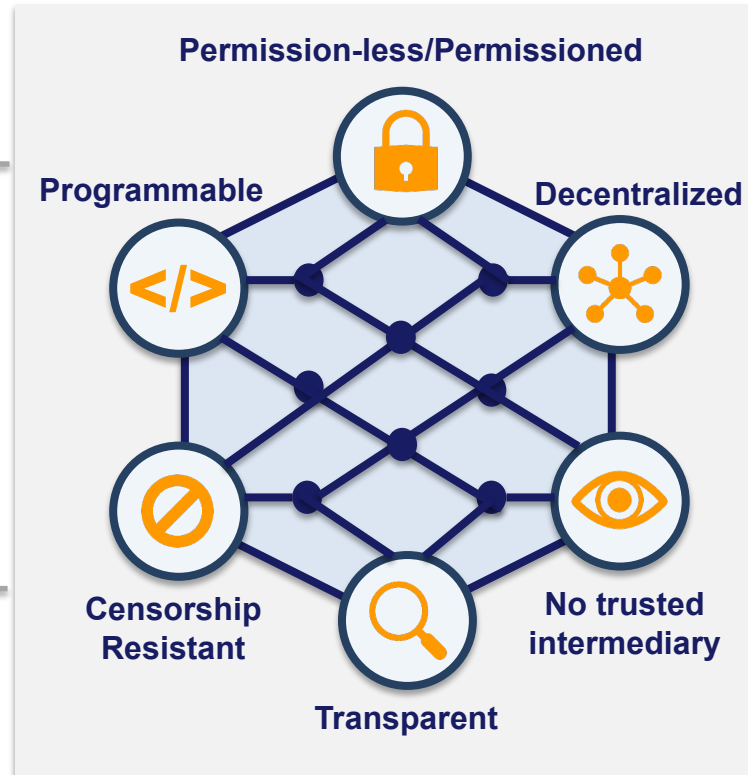 Permission-less/Permissioned
Programmable
Decentralized
</>
Censorship
Resistant
No trusted
intermediary
Transparent